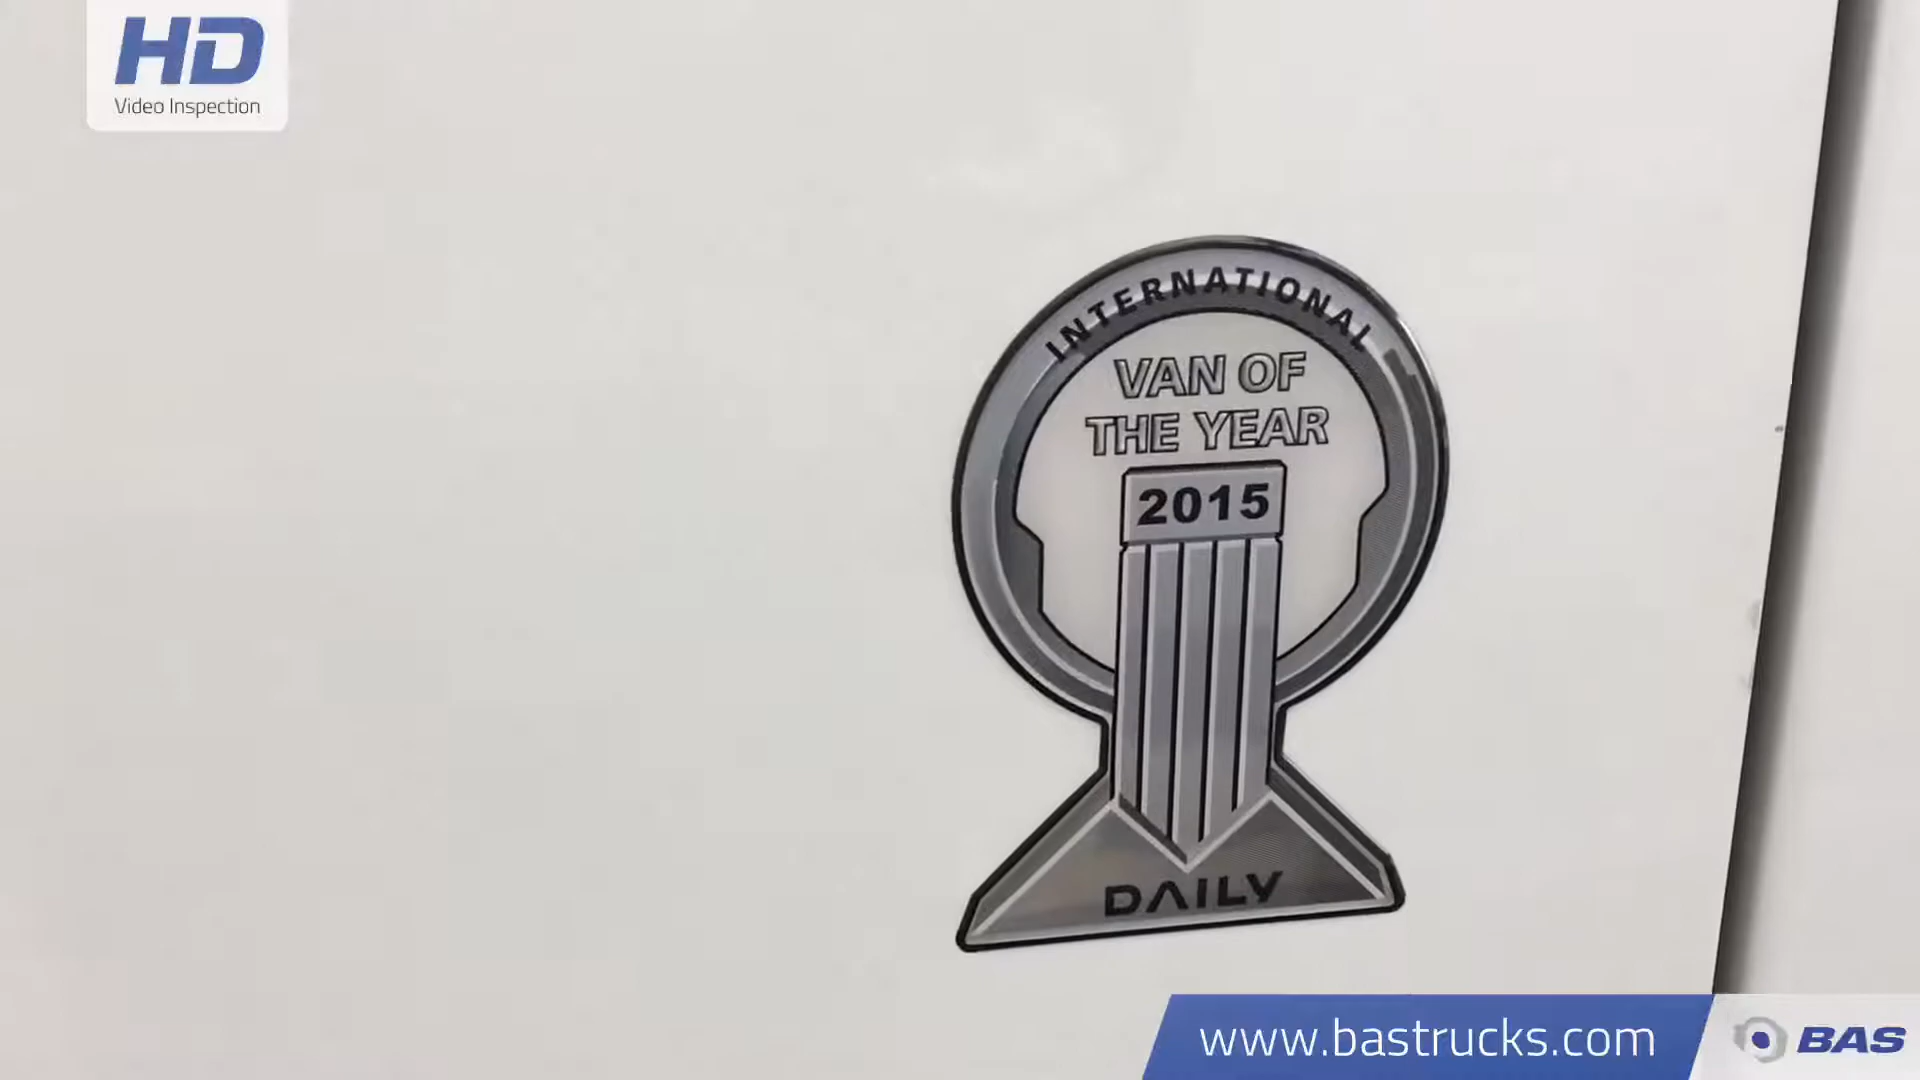 HD
Video Inspection
INTERNATIONAL
VAN OF
THE YEAR
2015
DAILY
www.bastrucks.com
BAS